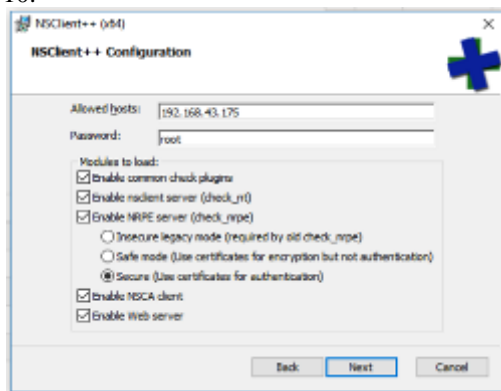 10.
NSClient++ (x64)
NSClient++ Configuration
Allowed hosts: 192.168.43.175
Password: root
Modules to load:
Enable common check plugins
Enable nsclient server (check_nt)
Enable NRPE server (check_nrpe)
Insecure legacy mode (required by old check_nrpe)
Safe mode (Use certificates for encryption but not authentication)
Secure (Use certificates for authentication)
Enable NSCA client
Enable Web server
Back Next Cancel